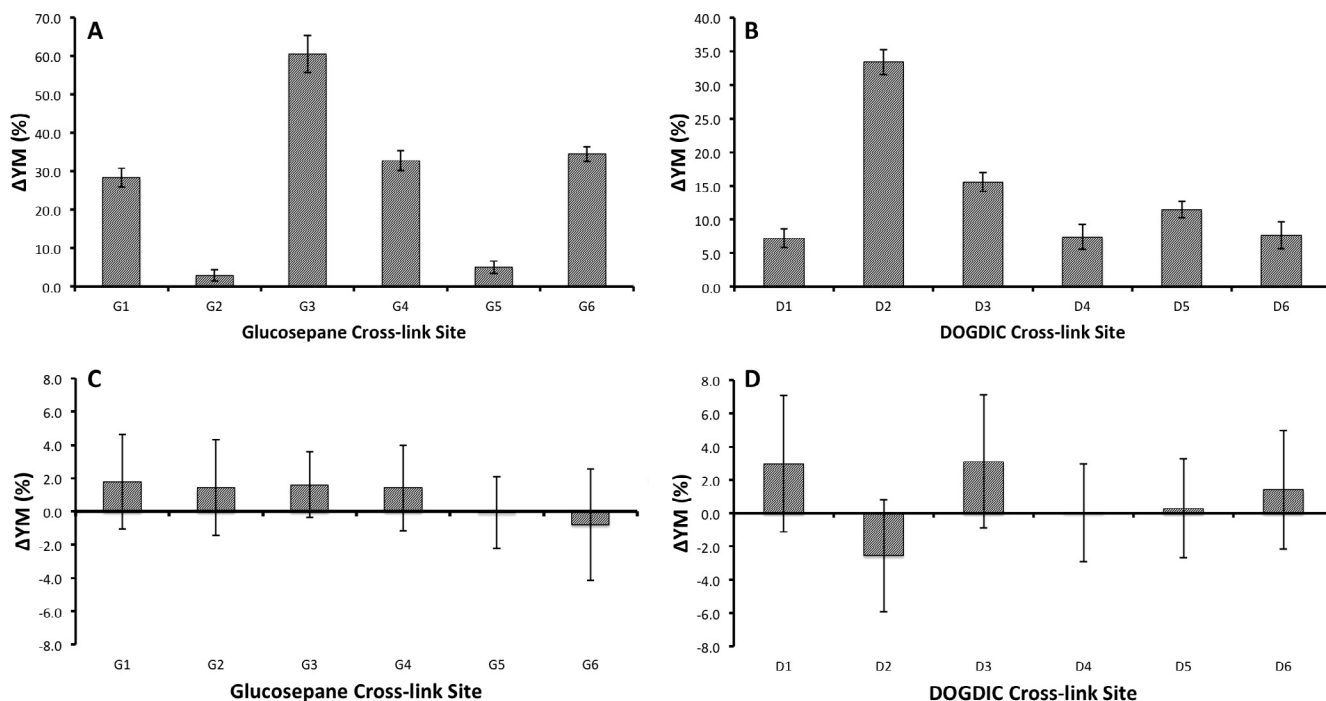 A
ΔYM (%)
70.0
60.0
50.0
40.0
30.0
20.0
10.0
0.0
G1 G2 G3 G4 G5 G6
Glucosepane Cross-link Site
B
ΔYM (%)
40.0
35.0
30.0
25.0
20.0
15.0
10.0
5.0
0.0
D1 D2 D3 D4 D5 D6
DOGDIC Cross-link Site
C
ΔYM (%)
8.0
6.0
4.0
2.0
0.0
-2.0
-4.0
-6.0
-8.0
G1 G2 G3 G4 G5 G6
Glucosepane Cross-link Site
D
ΔYM (%)
8.0
6.0
4.0
2.0
0.0
-2.0
-4.0
-6.0
-8.0
D1 D2 D3 D4 D5 D6
DOGDIC Cross-link Site